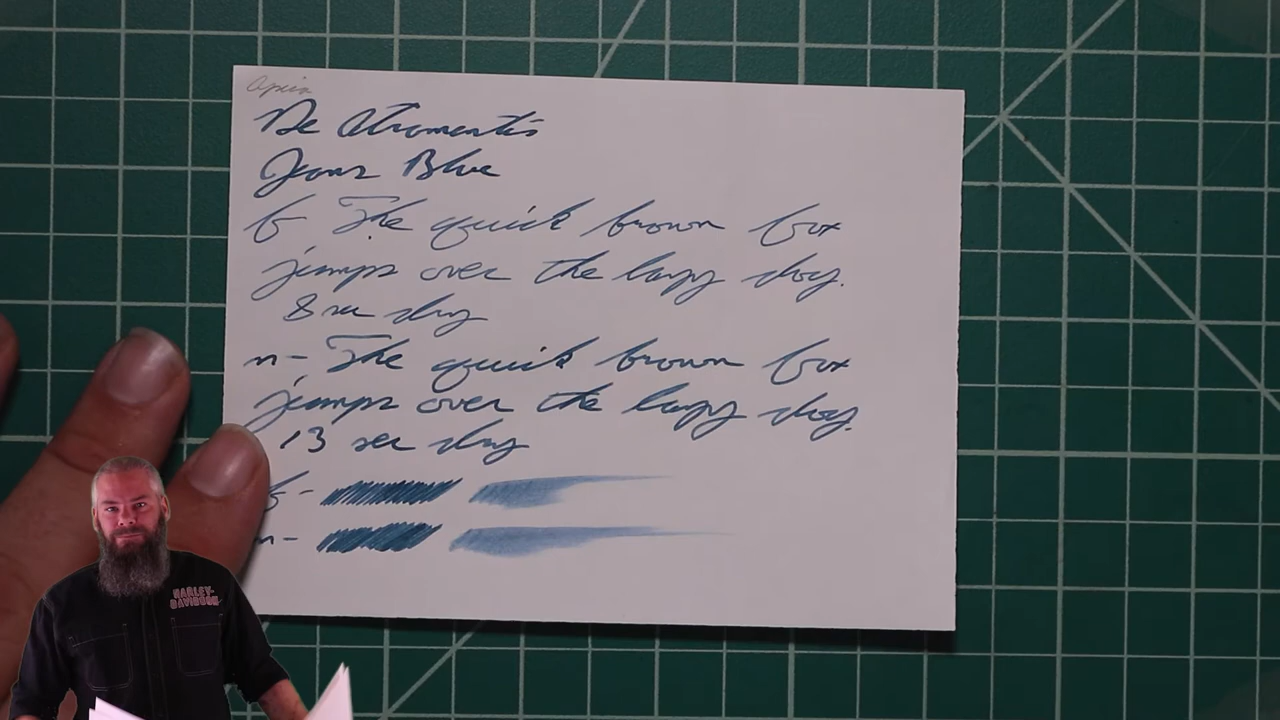 Apica
De Atramentis
Jeans Blue
f- The quick brown fox
jumps over the lazy dog.
8 sec dry
m- The quick brown fox
jumps over the lazy dog.
13 sec dry
f-
m-
HARLEY-
DAVIDSON